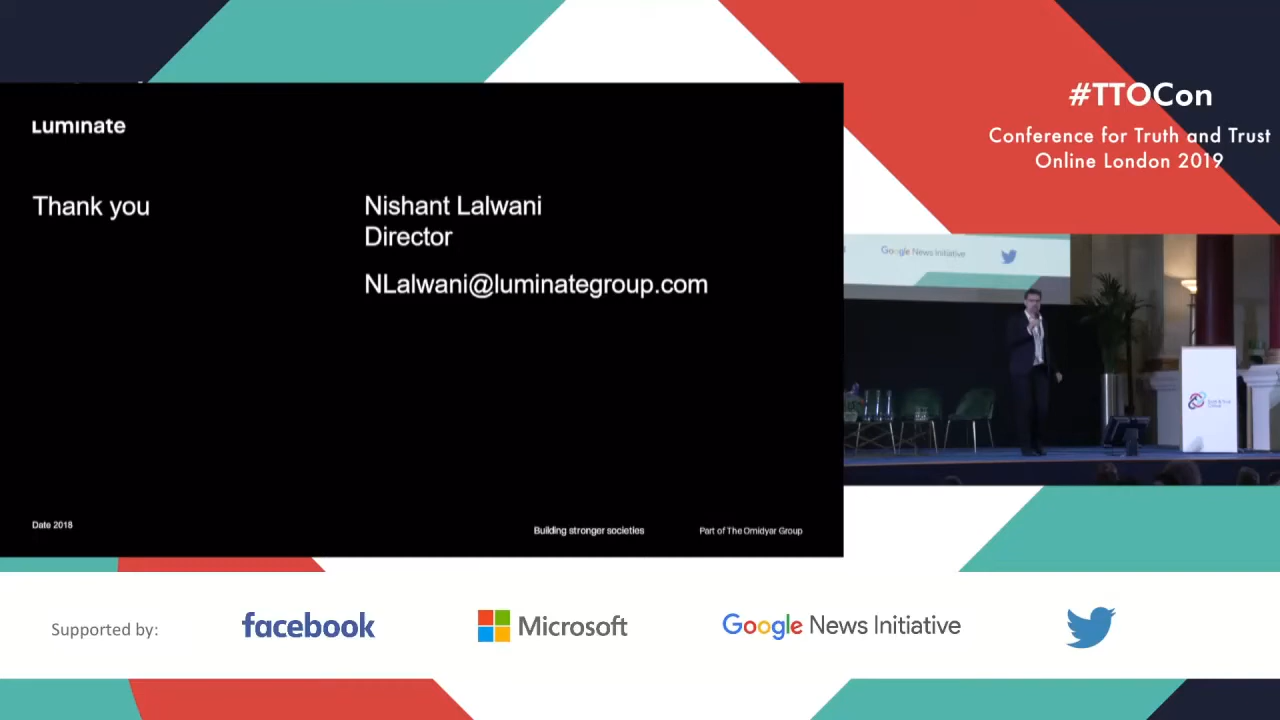 #TTOCon
Conference for Truth and Trust
Online London 2019
Luminate
Thank you
Nishant Lalwani
Director
NLalwani@luminategroup.com
Google News Initiative
Date 2018
Building stronger societies
Part of The Omidyar Group
Supported by:
facebook
Microsoft
Google News Initiative